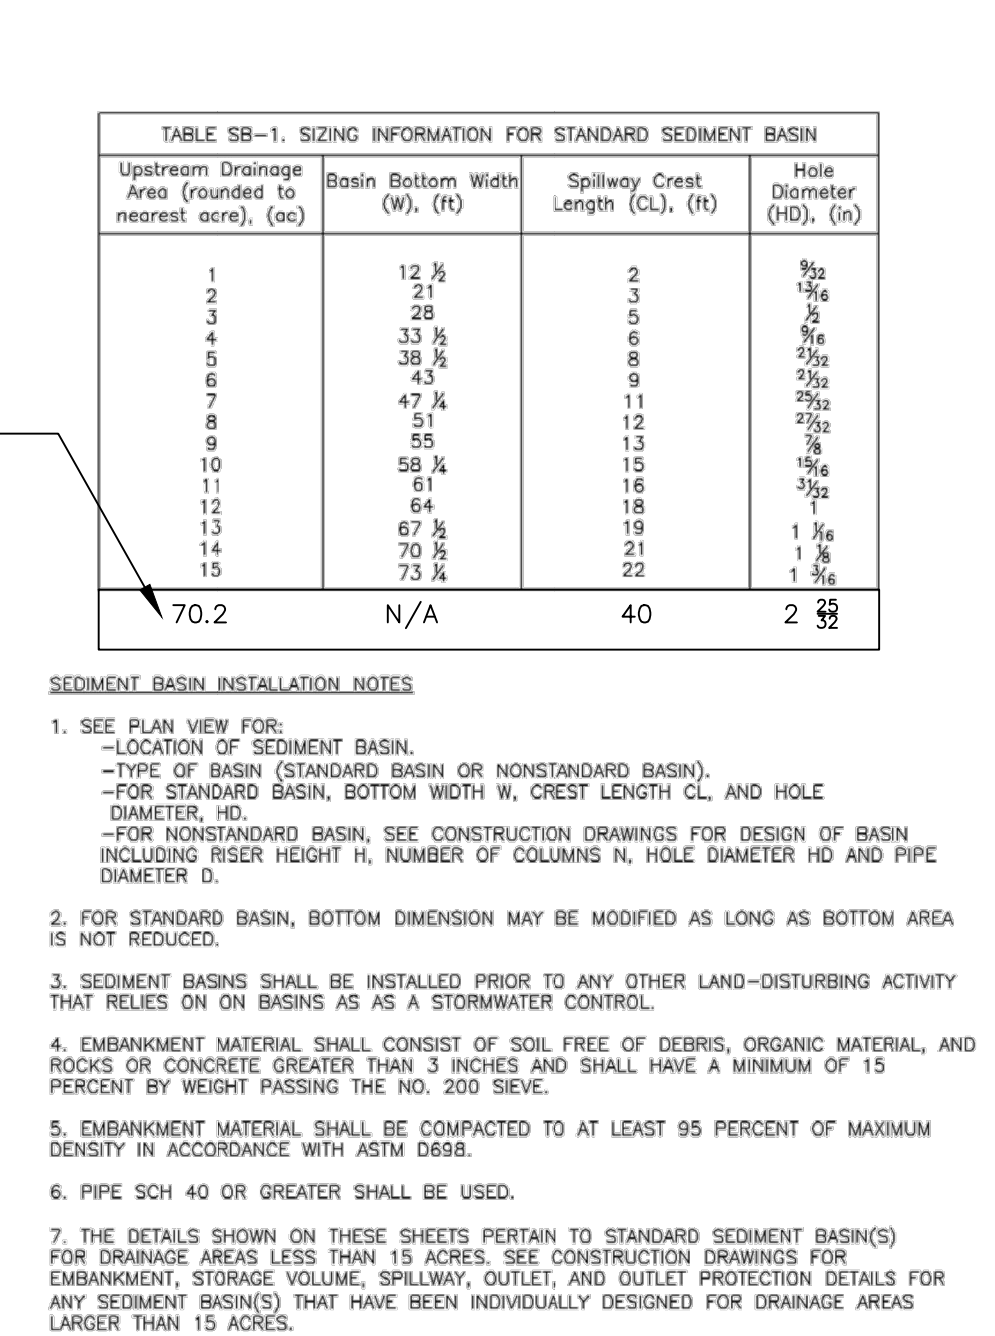 TABLE SB-1. SIZING INFORMATION FOR STANDARD SEDIMENT BASIN
Upstream Drainage Area (rounded to nearest acre), (ac) Basin Bottom Width (W), (ft) Spillway Crest Length (CL), (ft) Hole Diameter (HD), (in)
1 12 ½ 2 9/32
2 21 3 13/16
3 28 5 ½
4 33 ½ 6 9/16
5 38 ½ 8 21/32
6 43 9 21/32
7 47 ¼ 11 25/32
8 51 12 27/32
9 55 13 7/8
10 58 ¼ 15 15/16
11 61 16 31/32
12 64 18 1
13 67 ½ 19 1 1/16
14 70 ½ 21 1 1/8
15 73 ¼ 22 1 3/16
70.2 N/A 40 2 25/32
SEDIMENT BASIN INSTALLATION NOTES
1. SEE PLAN VIEW FOR:
-LOCATION OF SEDIMENT BASIN.
-TYPE OF BASIN (STANDARD BASIN OR NONSTANDARD BASIN).
-FOR STANDARD BASIN, BOTTOM WIDTH W, CREST LENGTH CL, AND HOLE
DIAMETER, HD.
-FOR NONSTANDARD BASIN, SEE CONSTRUCTION DRAWINGS FOR DESIGN OF BASIN
INCLUDING RISER HEIGHT H, NUMBER OF COLUMNS N, HOLE DIAMETER HD AND PIPE
DIAMETER D.
2. FOR STANDARD BASIN, BOTTOM DIMENSION MAY BE MODIFIED AS LONG AS BOTTOM AREA
IS NOT REDUCED.
3. SEDIMENT BASINS SHALL BE INSTALLED PRIOR TO ANY OTHER LAND-DISTURBING ACTIVITY
THAT RELIES ON ON BASINS AS AS A STORMWATER CONTROL.
4. EMBANKMENT MATERIAL SHALL CONSIST OF SOIL FREE OF DEBRIS, ORGANIC MATERIAL, AND
ROCKS OR CONCRETE GREATER THAN 3 INCHES AND SHALL HAVE A MINIMUM OF 15
PERCENT BY WEIGHT PASSING THE NO. 200 SIEVE.
5. EMBANKMENT MATERIAL SHALL BE COMPACTED TO AT LEAST 95 PERCENT OF MAXIMUM
DENSITY IN ACCORDANCE WITH ASTM D698.
6. PIPE SCH 40 OR GREATER SHALL BE USED.
7. THE DETAILS SHOWN ON THESE SHEETS PERTAIN TO STANDARD SEDIMENT BASIN(S)
FOR DRAINAGE AREAS LESS THAN 15 ACRES. SEE CONSTRUCTION DRAWINGS FOR
EMBANKMENT, STORAGE VOLUME, SPILLWAY, OUTLET, AND OUTLET PROTECTION DETAILS FOR
ANY SEDIMENT BASIN(S) THAT HAVE BEEN INDIVIDUALLY DESIGNED FOR DRAINAGE AREAS
LARGER THAN 15 ACRES.